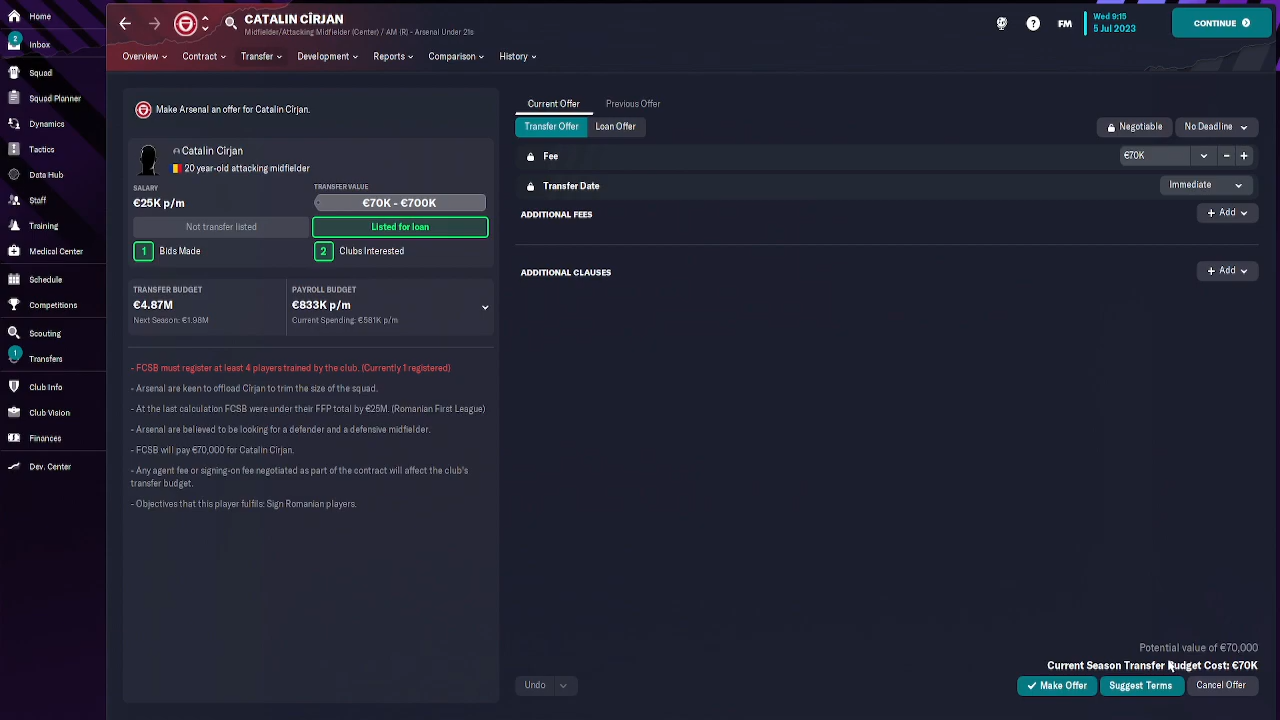 Home
2
Inbox
Squad
Squad Planner
Dynamics
Tactics
Data Hub
Staff
Training
Medical Center
Schedule
Competitions
Scouting
1
Transfers
Club Info
Club Vision
Finances
Dev. Center
CATALIN CÎRJAN
Midfielder/Attacking Midfielder (Center) / AM (R) - Arsenal Under 21s
?
FM
Wed 9:15
5 Jul 2023
CONTINUE
Overview
Contract
Transfer
Development
Reports
Comparison
History
Make Arsenal an offer for Catalin Cîrjan.
Catalin Cîrjan
20 year-old attacking midfielder
SALARY
€25K p/m
TRANSFER VALUE
€70K - €700K
Not transfer listed
Listed for loan
1 Bids Made
2 Clubs Interested
TRANSFER BUDGET
€4.87M
Next Season: €1.98M
PAYROLL BUDGET
€833K p/m
Current Spending: €581K p/m
- FCSB must register at least 4 players trained by the club. (Currently 1 registered)
- Arsenal are keen to offload Cîrjan to trim the size of the squad.
- At the last calculation FCSB were under their FFP total by €25M. (Romanian First League)
- Arsenal are believed to be looking for a defender and a defensive midfielder.
- FCSB will pay €70,000 for Catalin Cîrjan.
- Any agent fee or signing-on fee negotiated as part of the contract will affect the club's
transfer budget.
- Objectives that this player fulfils: Sign Romanian players.
Current Offer
Previous Offer
Transfer Offer
Loan Offer
Negotiable
No Deadline
Fee
€70K
- +
Transfer Date
Immediate
ADDITIONAL FEES
+ Add
ADDITIONAL CLAUSES
+ Add
Potential value of €70,000
Current Season Transfer Budget Cost: €70K
Undo
Make Offer
Suggest Terms
Cancel Offer